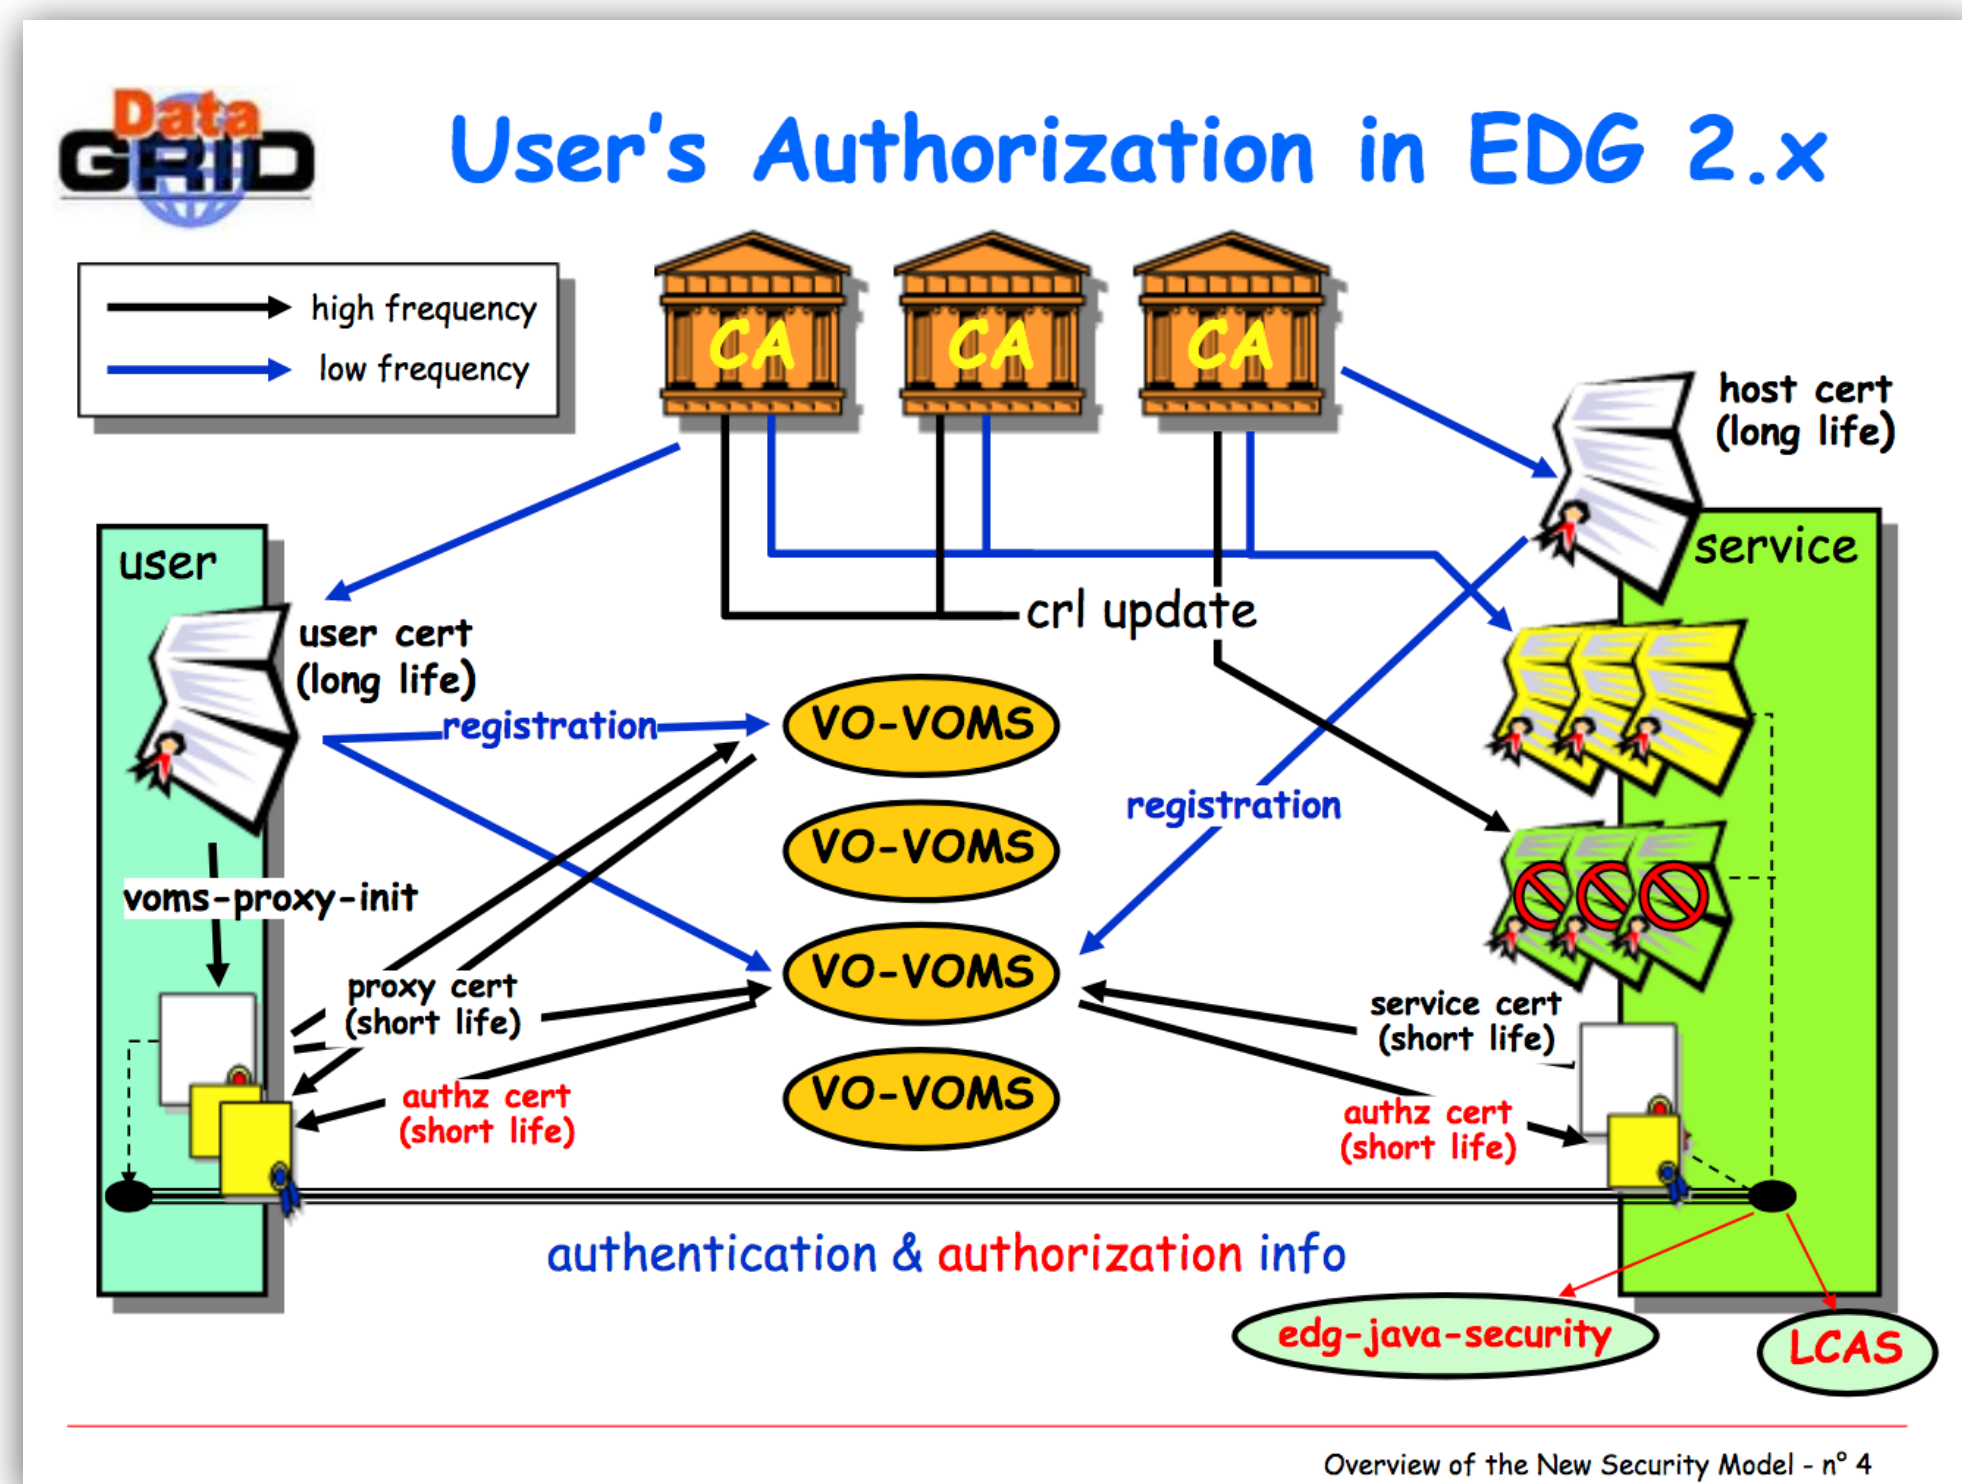 Data
GRID
User's Authorization in EDG 2.x
high frequency
low frequency
CA
CA
CA
host cert
(long life)
user
service
user cert
(long life)
crl update
registration
VO-VOMS
registration
VO-VOMS
voms-proxy-init
VO-VOMS
proxy cert
(short life)
service cert
(short life)
authz cert
(short life)
VO-VOMS
authz cert
(short life)
authentication & authorization info
edg-java-security
LCAS
Overview of the New Security Model - n° 4